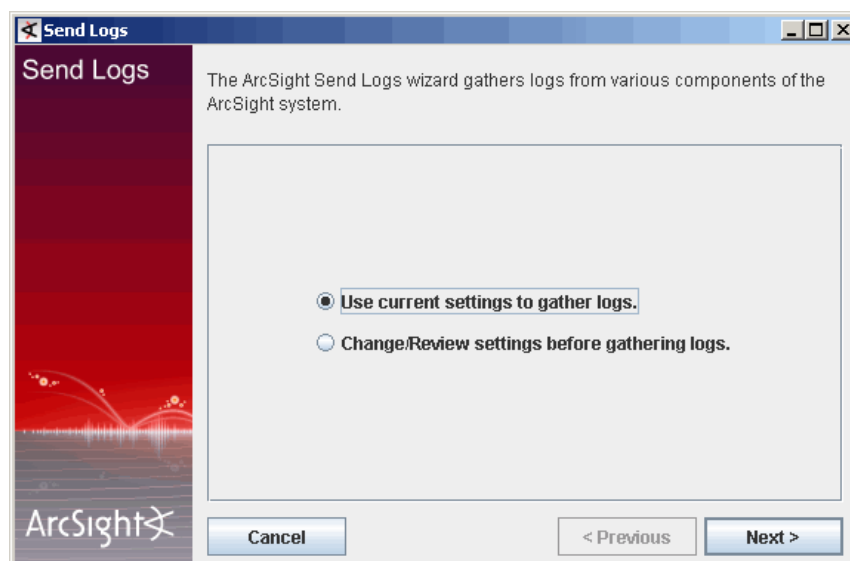 Send Logs
Send Logs
The ArcSight Send Logs wizard gathers logs from various components of the
ArcSight system.
Use current settings to gather logs.
Change/Review settings before gathering logs.
ArcSight
Cancel
< Previous
Next >